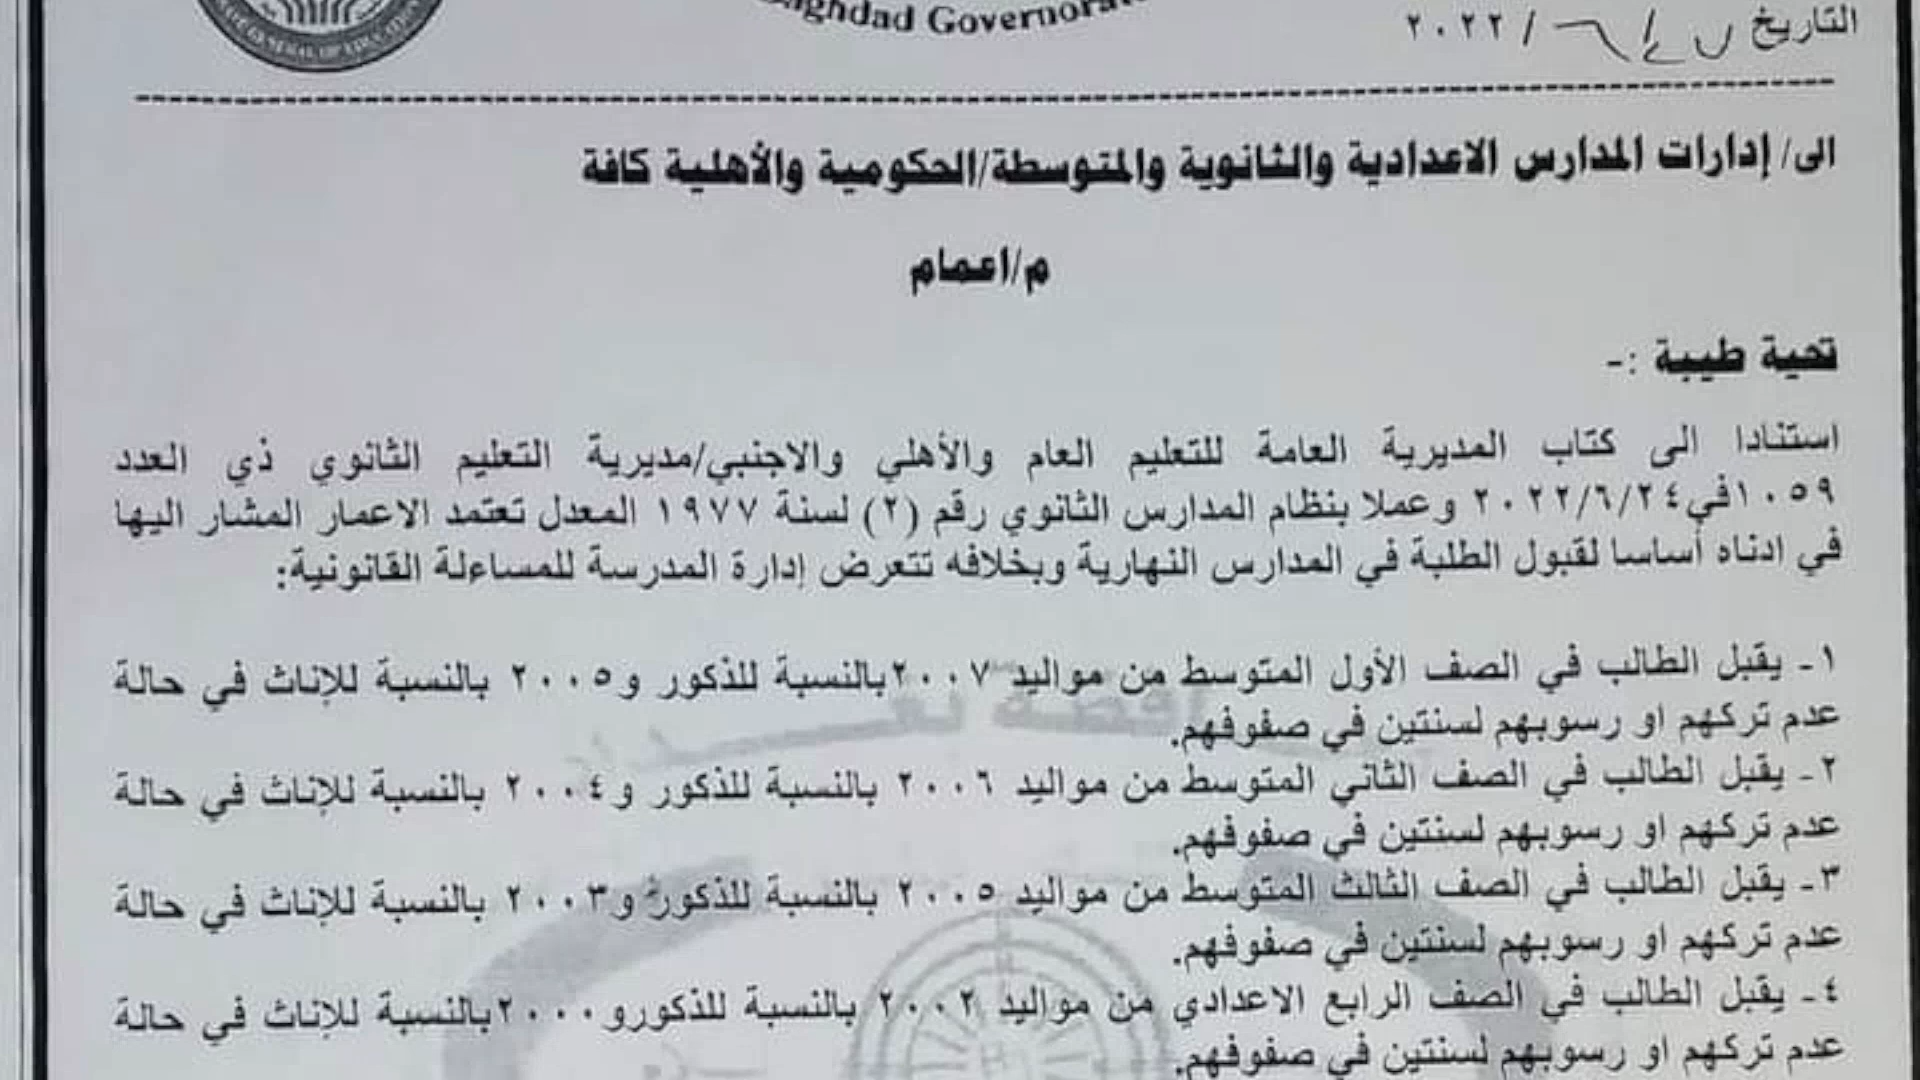 Baghdad Governorate
التاريخ / / ٢٠٢٢
الى/ إدارات المدارس الاعدادية والثانوية والمتوسطة/الحكومية والأهلية كافة
م/اعمام
تحية طيبة :-
استنادا الى كتاب المديرية العامة للتعليم العام والأهلي والاجنبي/مديرية التعليم الثانوي ذي العدد
١٠٥٩في٢٠٢٢/٦/٢٤ وعملا بنظام المدارس الثانوي رقم (٢) لسنة ١٩٧٧ المعدل تعتمد الاعمار المشار اليها
في ادناه أساسا لقبول الطلبة في المدارس النهارية وبخلافه تتعرض إدارة المدرسة للمساءلة القانونية:
١- يقبل الطالب في الصف الأول المتوسط من مواليد ٢٠٠٧بالنسبة للذكور و٢٠٠٥ بالنسبة للإناث في حالة
عدم تركهم او رسوبهم لسنتين في صفوفهم.
٢- يقبل الطالب في الصف الثاني المتوسط من مواليد ٢٠٠٦ بالنسبة للذكور و٢٠٠٤ بالنسبة للإناث في حالة
عدم تركهم او رسوبهم لسنتين في صفوفهم.
٣- يقبل الطالب في الصف الثالث المتوسط من مواليد ٢٠٠٥ بالنسبة للذكور و٢٠٠٣ بالنسبة للإناث في حالة
عدم تركهم او رسوبهم لسنتين في صفوفهم.
٤- يقبل الطالب في الصف الرابع الاعدادي من مواليد ٢٠٠٢ بالنسبة للذكورو٢٠٠٠بالنسبة للإناث في حالة
عدم تركهم او رسوبهم لسنتين في صفوفهم.